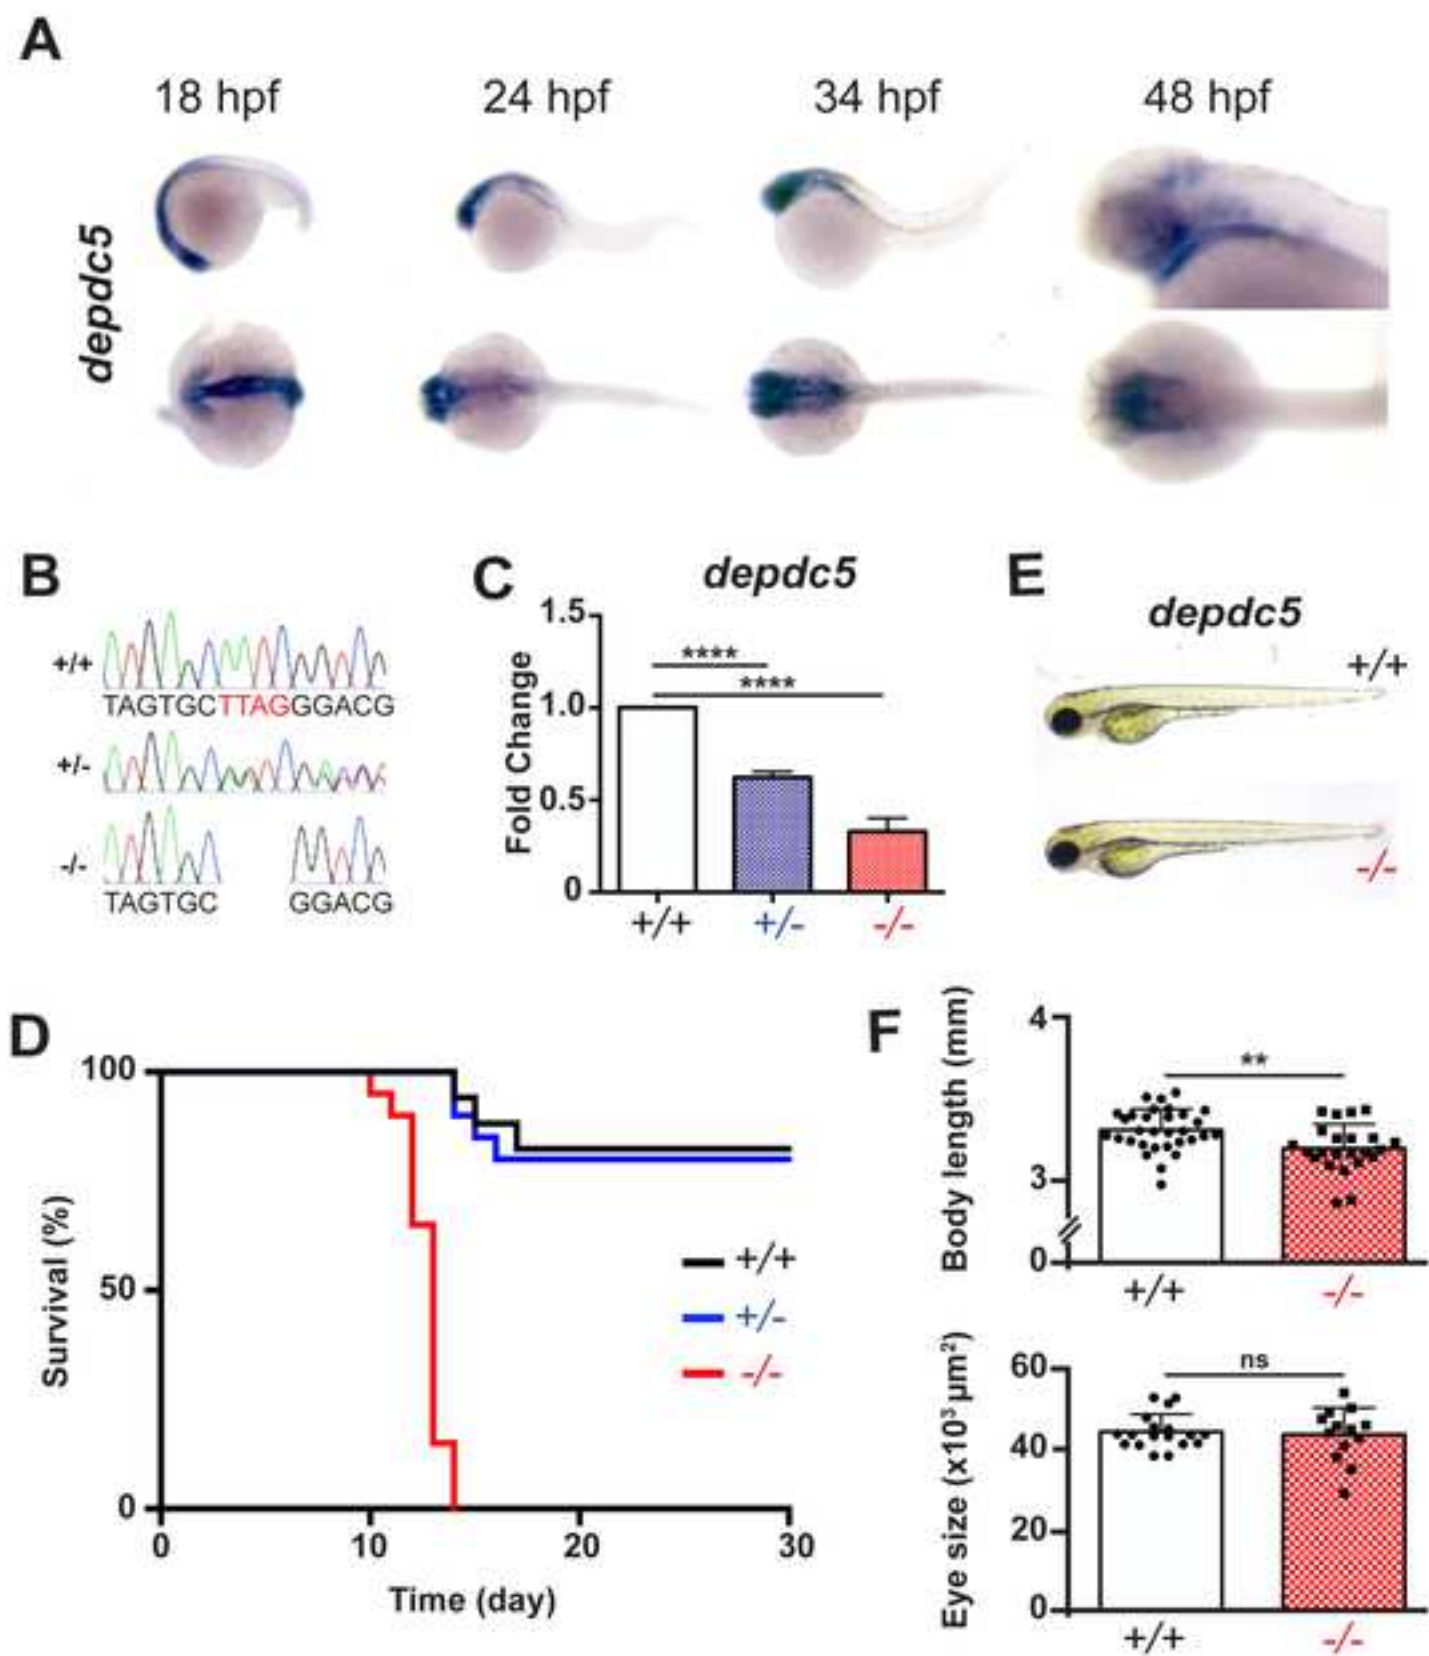 A
18 hpf 24 hpf 34 hpf 48 hpf
depdc5
B
+/+
TAGTGCTTAGGGACG
+/-
-/-
TAGTGC GGACG
C
depdc5
Fold Change
1.5
1.0
0.5
0
****
****
+/+ +/- -/-
E
depdc5
+/+
-/-
D
Survival (%)
100
50
0
+/+
+/-
-/-
0 10 20 30
Time (day)
F
Body length (mm)
4
3
0
**
+/+ -/-
Eye size (x10³ µm²)
60
40
20
0
ns
+/+ -/-